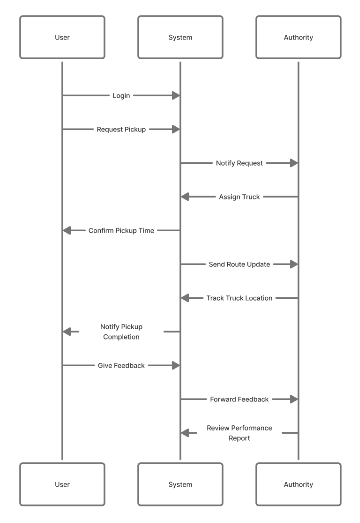 User
System
Authority
Login
Request Pickup
Notify Request
Assign Truck
Confirm Pickup Time
Send Route Update
Track Truck Location
Notify Pickup
Completion
Give Feedback
Forward Feedback
Review Performance
Report
User
System
Authority